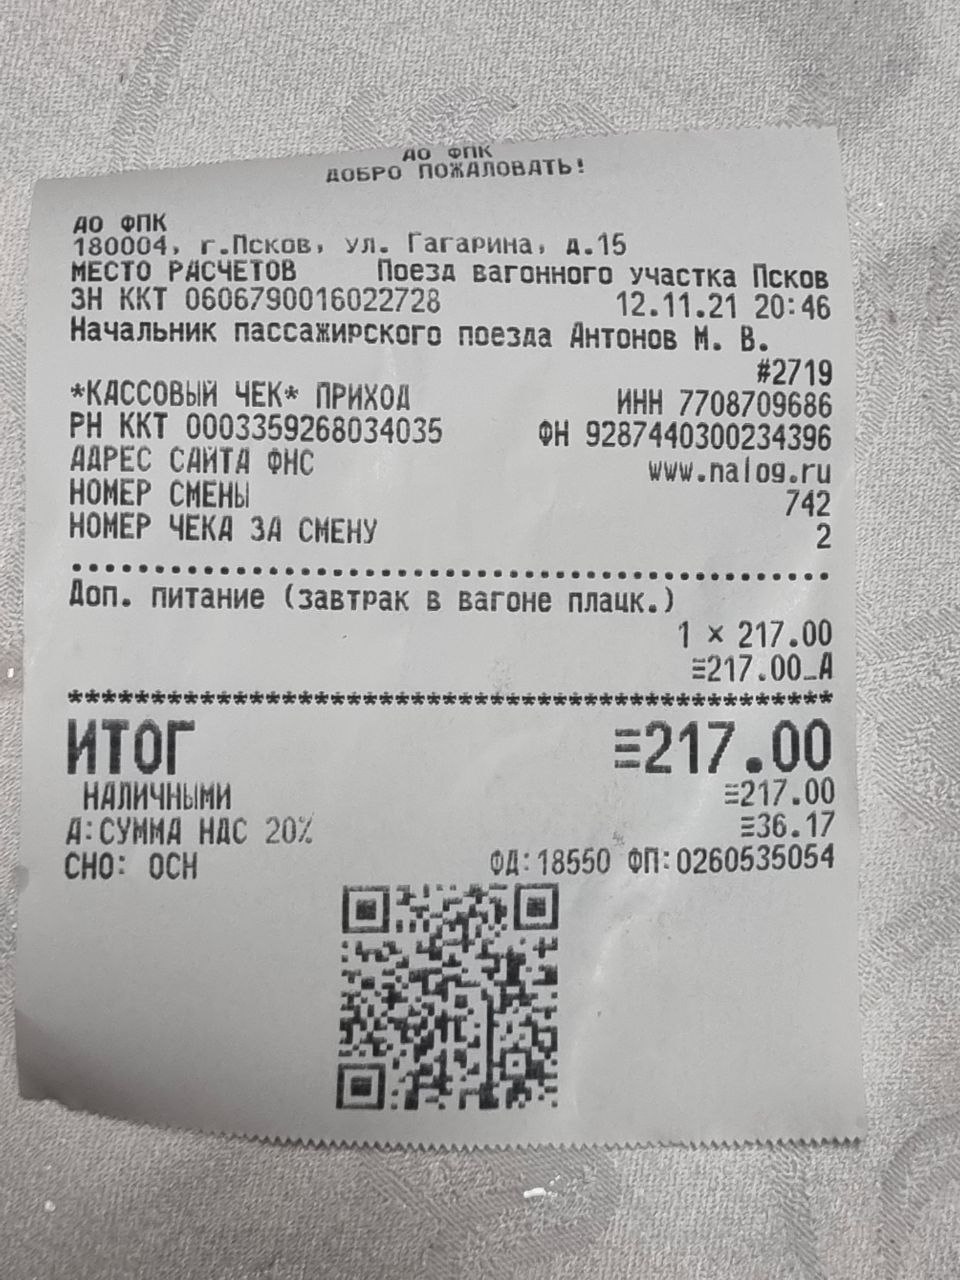 АО ФПК
ДОБРО ПОЖАЛОВАТЬ!
АО ФПК
180004, г.Псков, ул. Гагарина, д.15
МЕСТО РАСЧЕТОВ Поезд вагонного участка Псков
ЗН ККТ 0606790016022728 12.11.21 20:46
Начальник пассажирского поезда Антонов М. В.
#2719
*КАССОВЫЙ ЧЕК* ПРИХОД ИНН 7708709686
РН ККТ 0003359268034035 ФН 9287440300234396
АДРЕС САЙТА ФНС www.nalog.ru
НОМЕР СМЕНЫ 742
НОМЕР ЧЕКА ЗА СМЕНУ 2
Доп. питание (завтрак в вагоне плацк.)
1 × 217.00
≡217.00_А
ИТОГ ≡217.00
НАЛИЧНЫМИ ≡217.00
А:СУММА НДС 20% ≡36.17
СНО: ОСН ФД:18550 ФП:0260535054